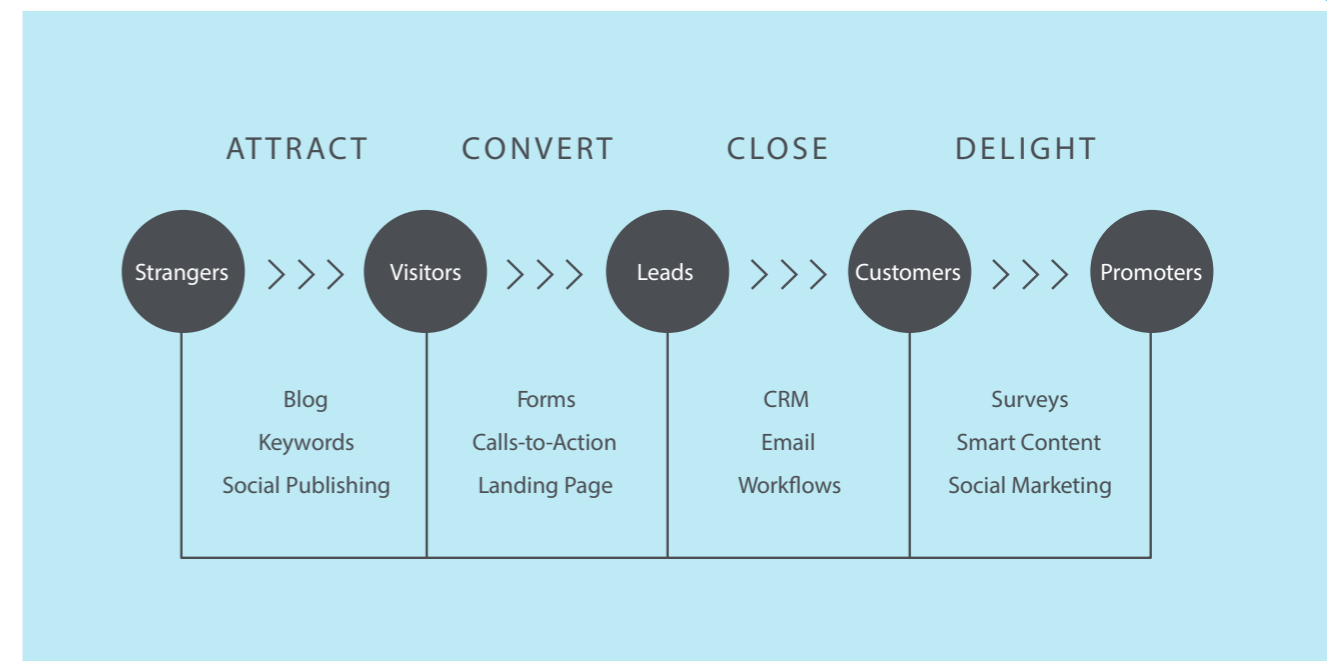 ATTRACT CONVERT CLOSE DELIGHT
Strangers Visitors Leads Customers Promoters
Blog Forms CRM Surveys
Keywords Calls-to-Action Email Smart Content
Social Publishing Landing Page Workflows Social Marketing